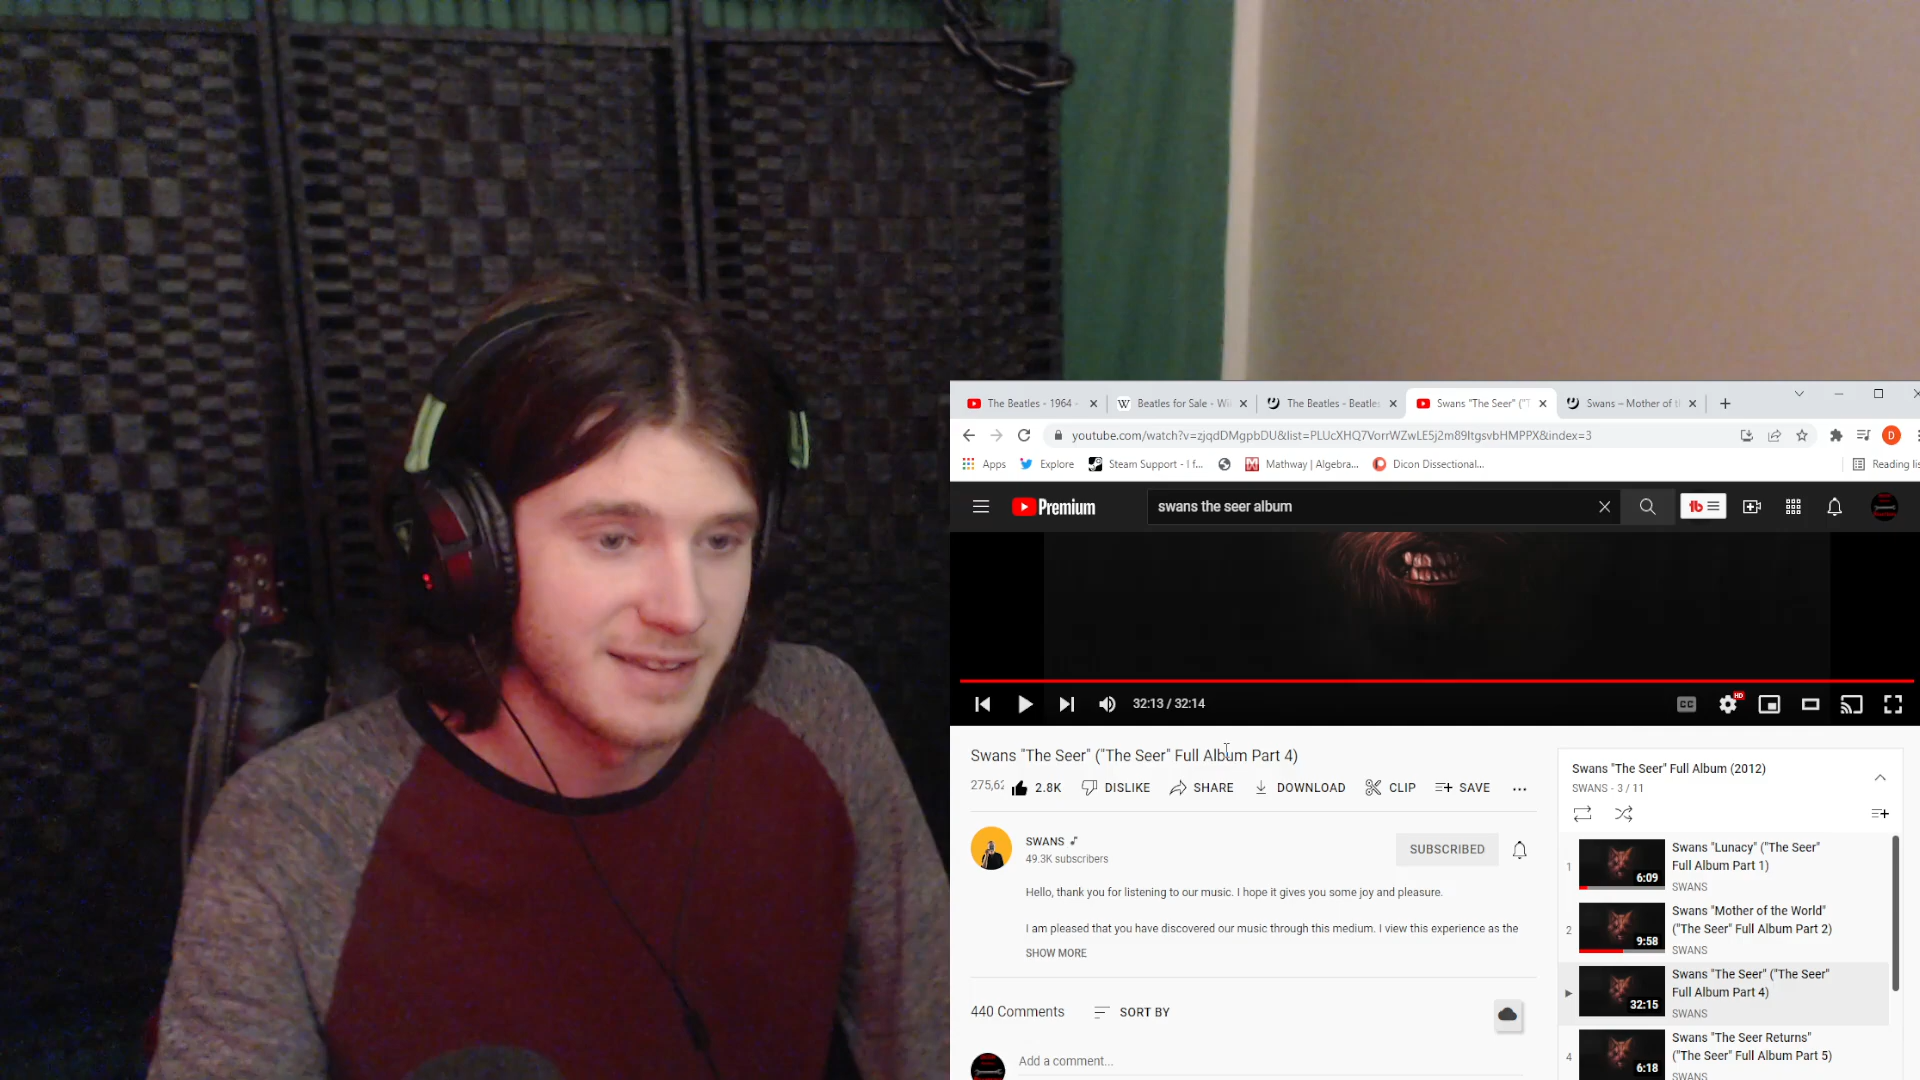 The Beatles - 1964 -
Beatles for Sale - Wi
The Beatles - Beatles
Swans "The Seer" ("T
Swans – Mother of t
youtube.com/watch?v=zjqdDMgpbDU&list=PLUcXHQ7VorrWZwLE5j2m89ItgsvbHMPPX&index=3
D
Apps
Explore
Steam Support - I f...
Mathway | Algebra...
Dicon Dissectional...
Reading lis
Premium
swans the seer album
tb
32:13 / 32:14
CC
HD
Swans "The Seer" ("The Seer" Full Album Part 4)
275,62
2.8K
DISLIKE
SHARE
DOWNLOAD
CLIP
SAVE
SWANS
49.3K subscribers
SUBSCRIBED
Hello, thank you for listening to our music. I hope it gives you some joy and pleasure.
I am pleased that you have discovered our music through this medium. I view this experience as the
SHOW MORE
440 Comments
SORT BY
Add a comment...
Swans "The Seer" Full Album (2012)
SWANS - 3 / 11
1
6:09
Swans "Lunacy" ("The Seer"
Full Album Part 1)
SWANS
2
9:58
Swans "Mother of the World"
("The Seer" Full Album Part 2)
SWANS
32:15
Swans "The Seer" ("The Seer"
Full Album Part 4)
SWANS
4
6:18
Swans "The Seer Returns"
("The Seer" Full Album Part 5)
SWANS